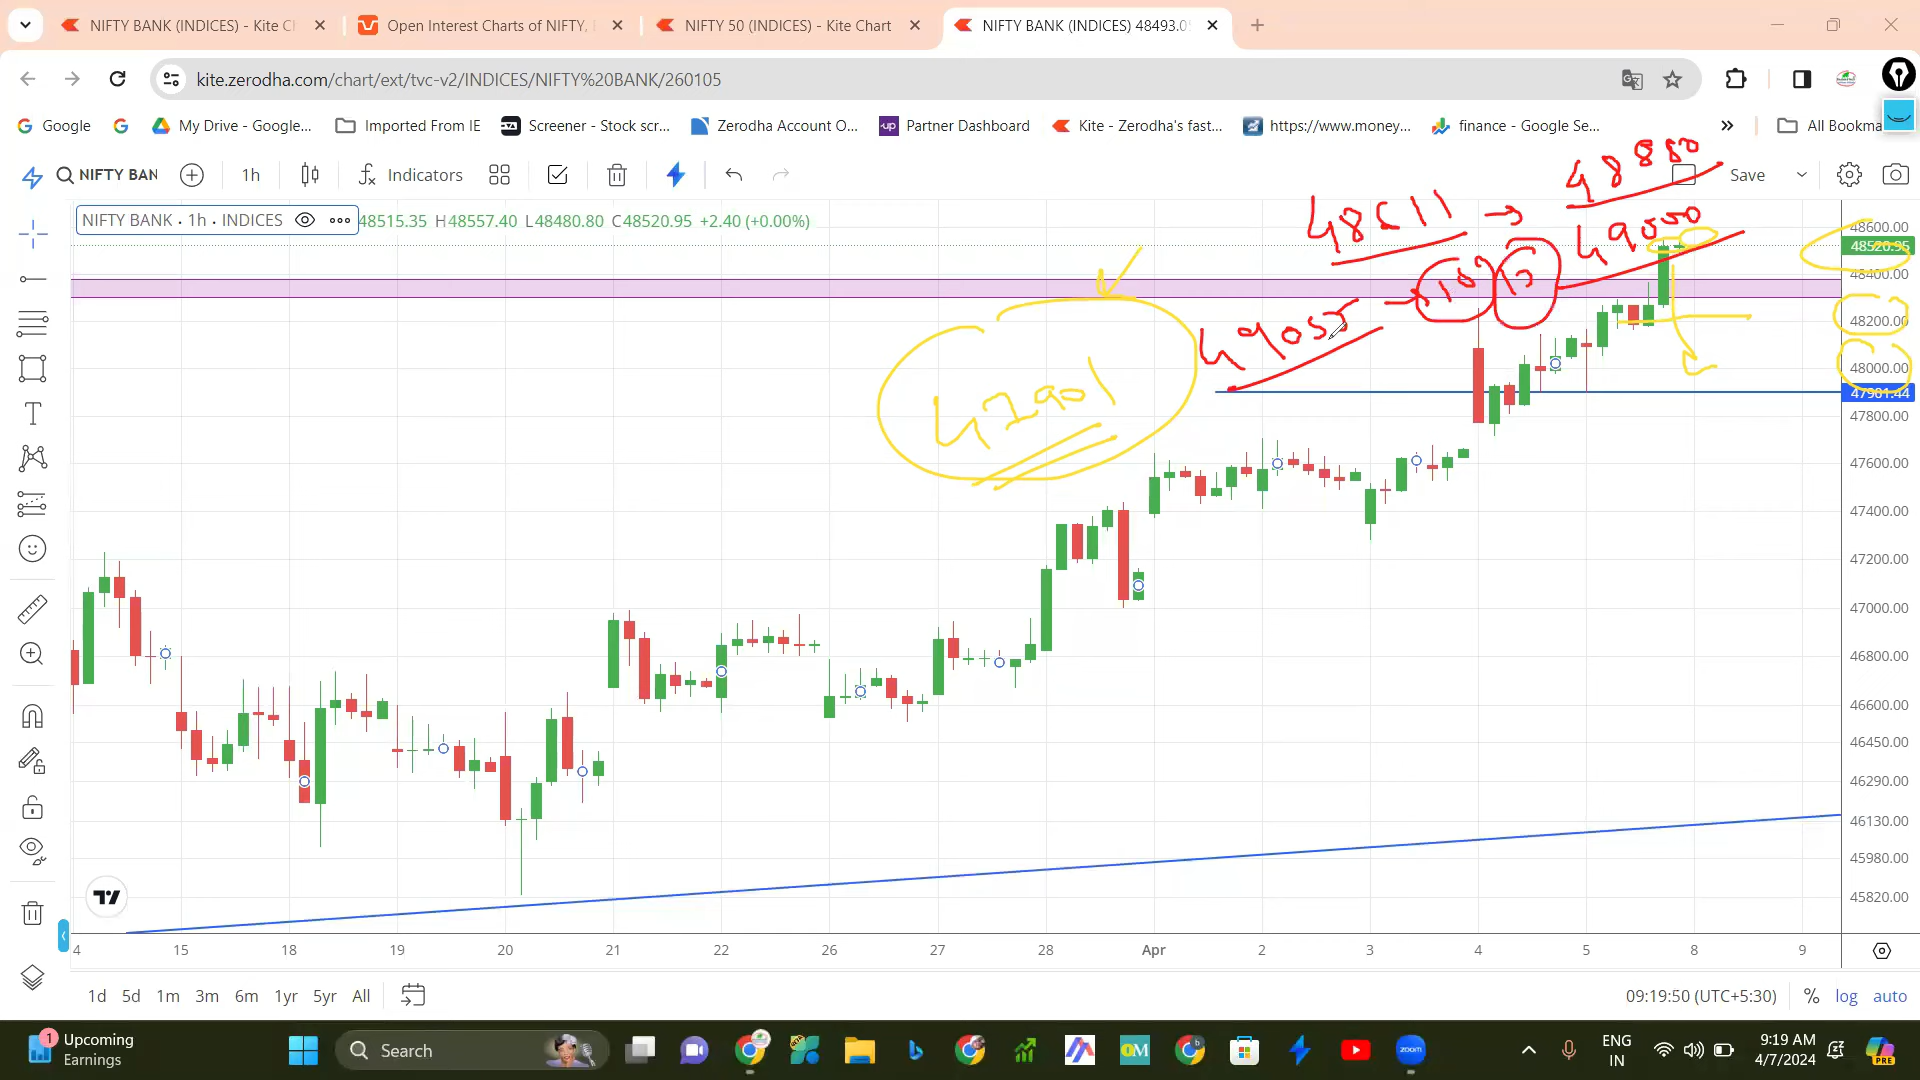 NIFTY BANK (INDICES) - Kite C
Open Interest Charts of NIFTY,
NIFTY 50 (INDICES) - Kite Chart
NIFTY BANK (INDICES) 48493.0
kite.zerodha.com/chart/ext/tvc-v2/INDICES/NIFTY%20BANK/260105
Google
My Drive - Google...
Imported From IE
Screener - Stock scr...
Zerodha Account O...
up
Partner Dashboard
Kite - Zerodha's fast...
https://www.money...
finance - Google Se...
All Bookma
NIFTY BAN
1h
Indicators
Save
48880
NIFTY BANK · 1h · INDICES
48515.35 H48557.40 L48480.80 C48520.95 +2.40 (+0.00%)
49000
49055
48600.00
48520.95
48400.00
48200.00
48000.00
47901.44
47800.00
47600.00
47400.00
47200.00
47000.00
46800.00
46600.00
46450.00
46290.00
46130.00
45980.00
45820.00
4 15 18 19 20 21 22 26 27 28 Apr 2 3 4 5 8 9
1d 5d 1m 3m 6m 1yr 5yr All
09:19:50 (UTC+5:30)
% log auto
1
Upcoming
Earnings
Search
OM
zoom
ENG
IN
9:19 AM
4/7/2024
PRE